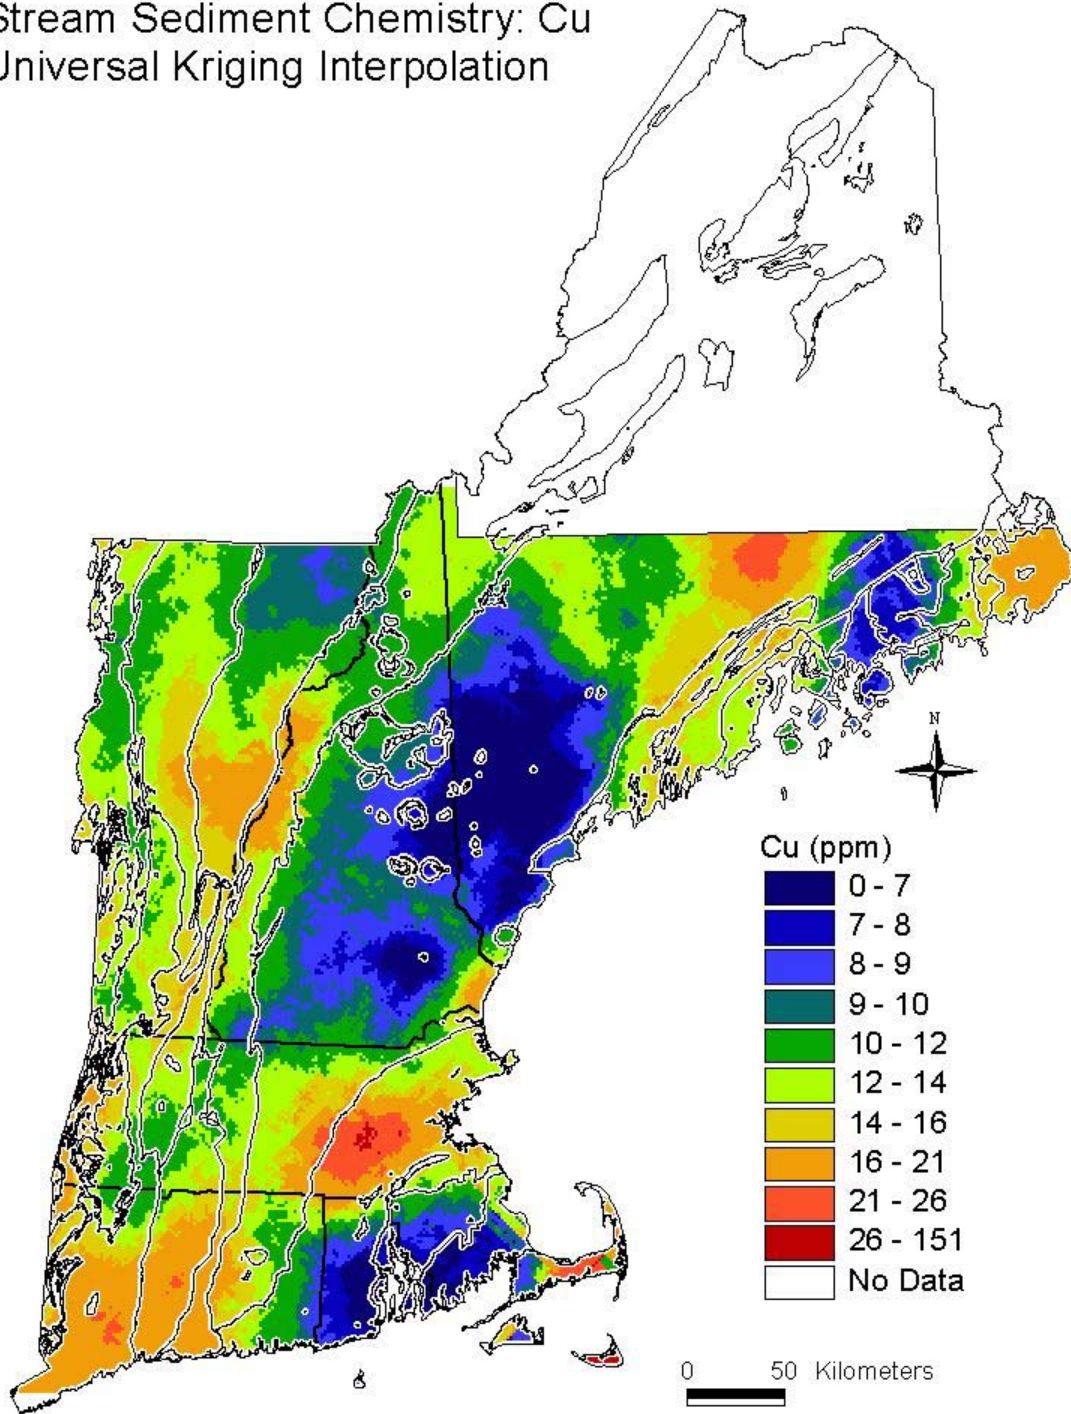 Stream Sediment Chemistry: Cu
Universal Kriging Interpolation
N
Cu (ppm)
0 - 7
7 - 8
8 - 9
9 - 10
10 - 12
12 - 14
14 - 16
16 - 21
21 - 26
26 - 151
No Data
0 50 Kilometers